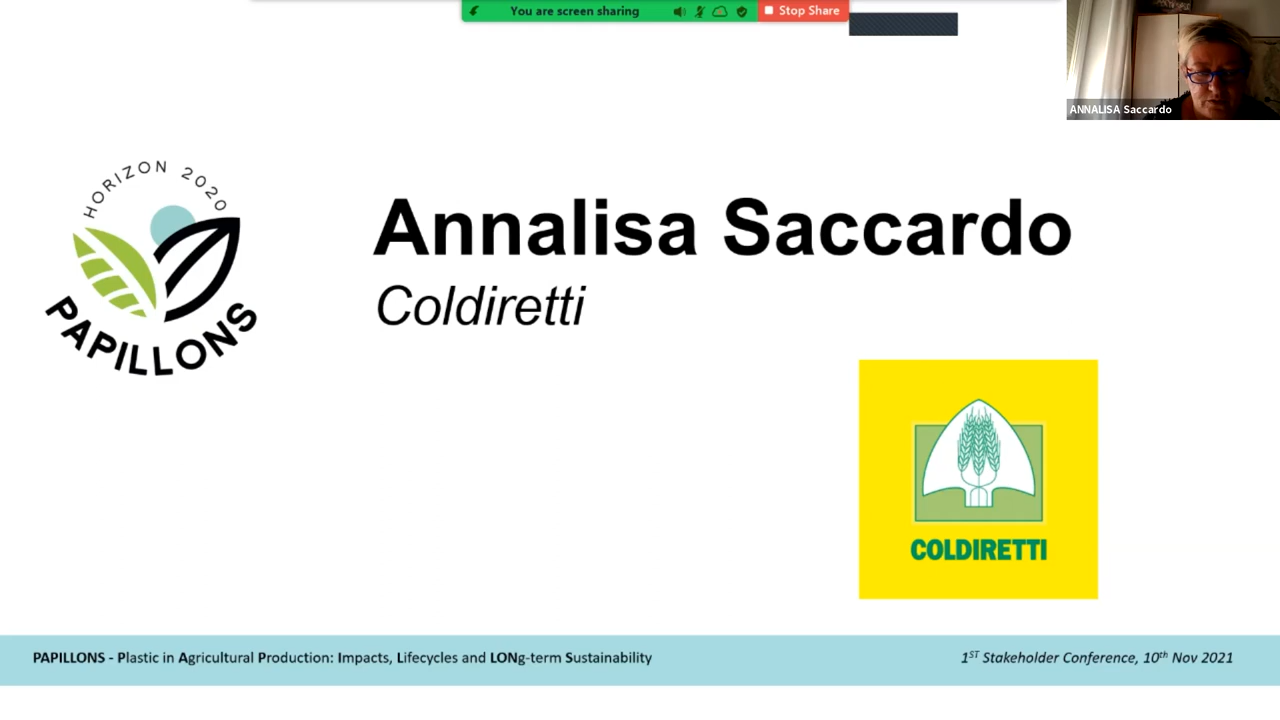 You are screen sharing
Stop Share
ANNALISA Saccardo
HORIZON 2020
PAPILLONS
Annalisa Saccardo
Coldiretti
COLDIRETTI
PAPILLONS - Plastic in Agricultural Production: Impacts, Lifecycles and LONg-term Sustainability
1ST Stakeholder Conference, 10th Nov 2021